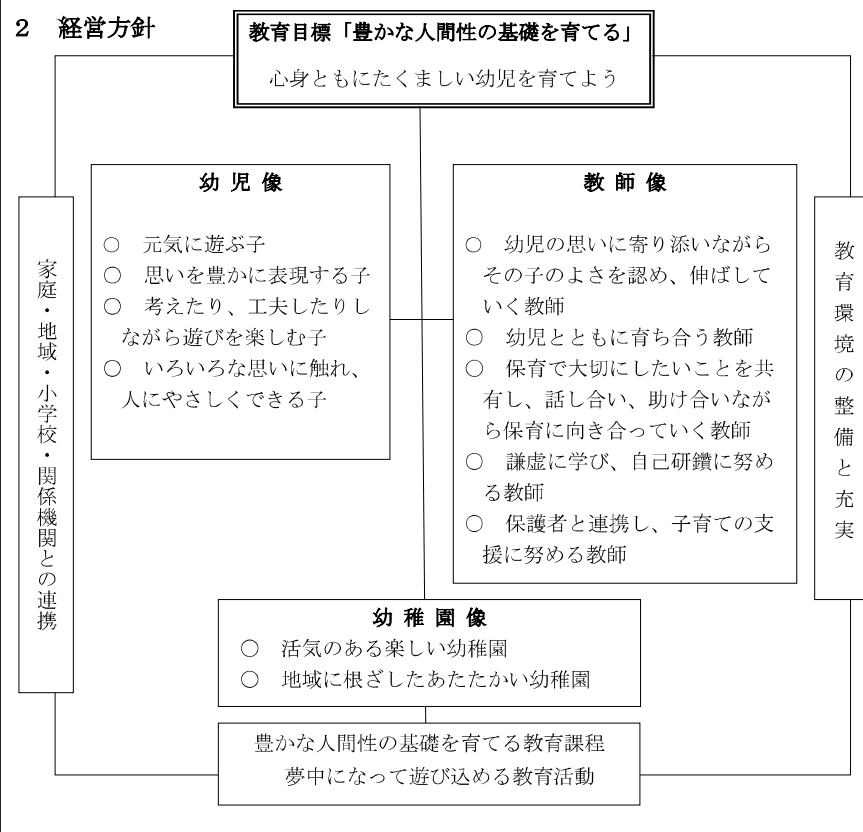 ２　経営方針
教育目標「豊かな人間性の基礎を育てる」
心身ともにたくましい幼児を育てよう
家庭・地域・小学校・関係機関との連携
幼 児 像
○　元気に遊ぶ子
○　思いを豊かに表現する子
○　考えたり、工夫したりし
ながら遊びを楽しむ子
○　いろいろな思いに触れ、
人にやさしくできる子
教 師 像
○　幼児の思いに寄り添いながら
その子のよさを認め、伸ばして
いく教師
○　幼児とともに育ち合う教師
○　保育で大切にしたいことを共
有し、話し合い、助け合いなが
ら保育に向き合っていく教師
○　謙虚に学び、自己研鑽に努め
る教師
○　保護者と連携し、子育ての支
援に努める教師
教育環境の整備と充実
幼 稚 園 像
○　活気のある楽しい幼稚園
○　地域に根ざしたあたたかい幼稚園
豊かな人間性の基礎を育てる教育課程
夢中になって遊び込める教育活動